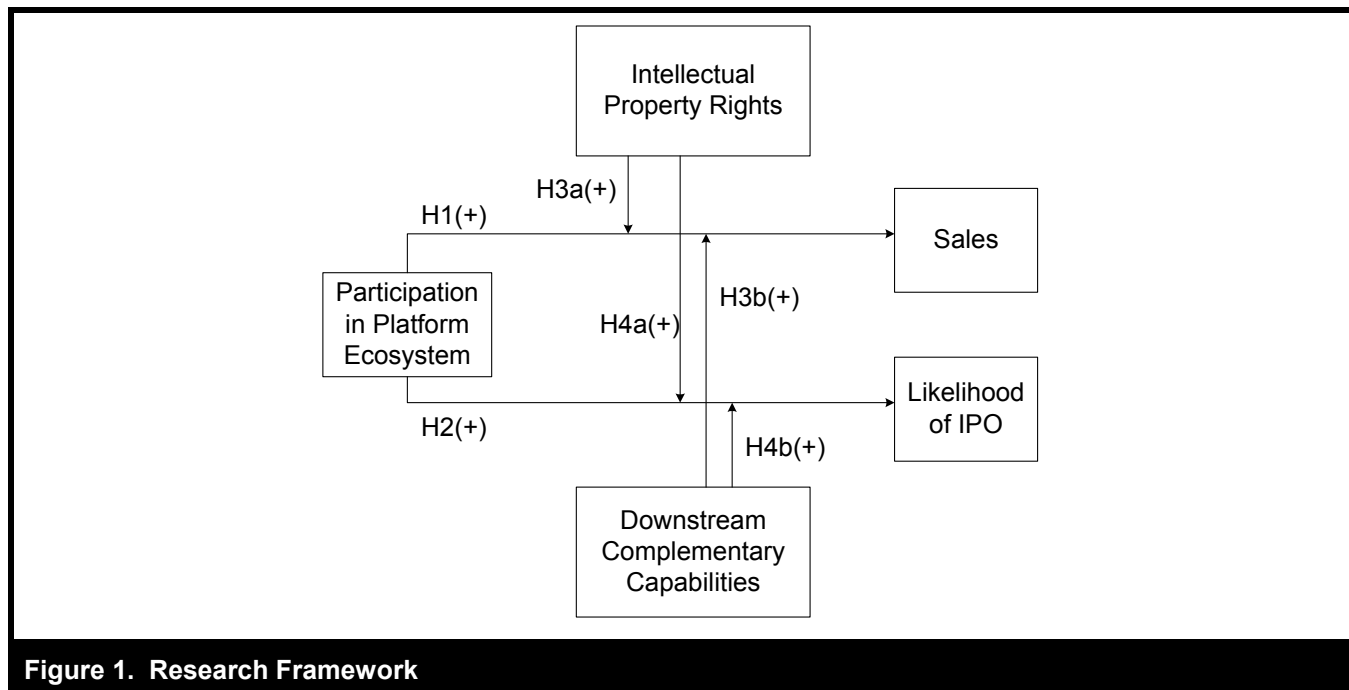 Intellectual
Property Rights
H3a(+)
H1(+)
Sales
Participation
in Platform
Ecosystem
H3b(+)
H4a(+)
Likelihood
of IPO
H2(+)
H4b(+)
Downstream
Complementary
Capabilities
Figure 1. Research Framework